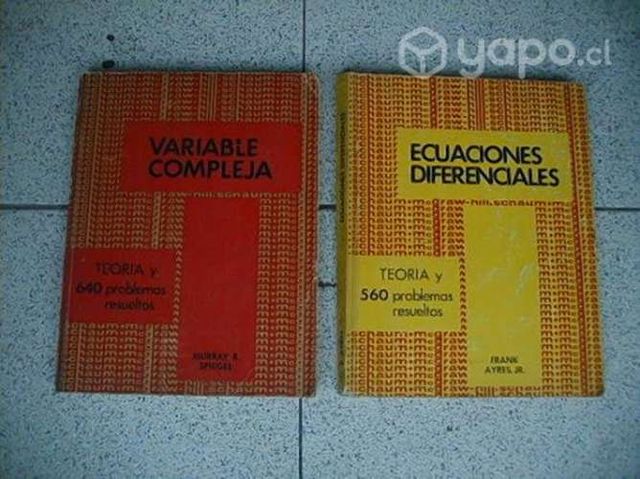 yapo.cl
VARIABLE
COMPLEJA
TEORIA y
640 problemas
resueltos
MURRAY R.
SPIEGEL
ECUACIONES
DIFERENCIALES
TEORIA y
560 problemas
resueltos
FRANK
AYRES, JR.